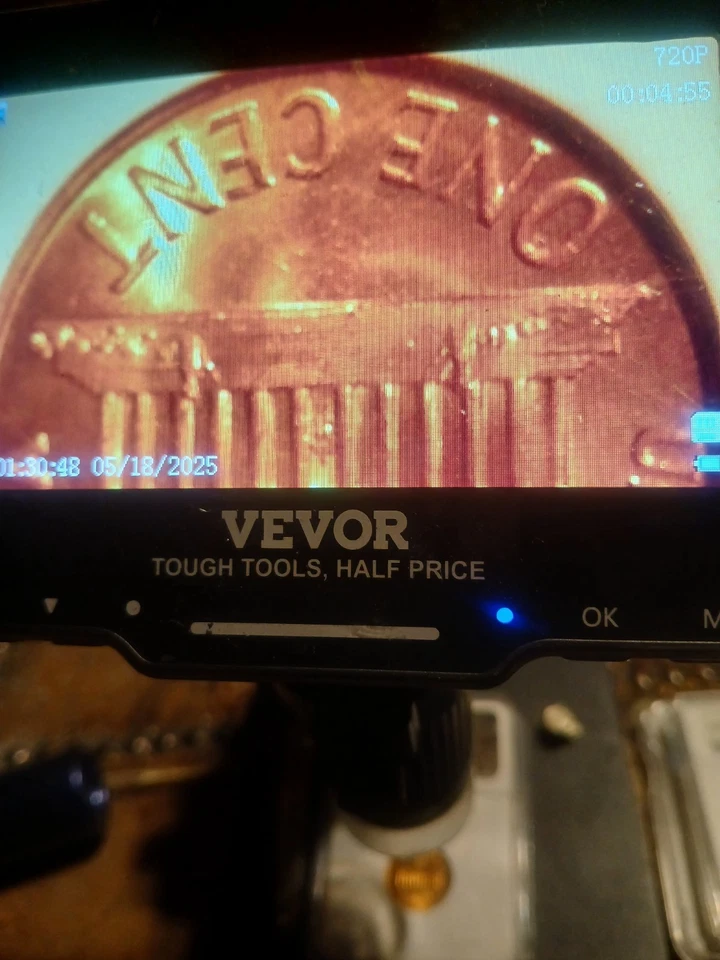 720P
00:04:55
ONE CENT
01:30:48 05/18/2025
VEVOR
TOUGH TOOLS, HALF PRICE
OK